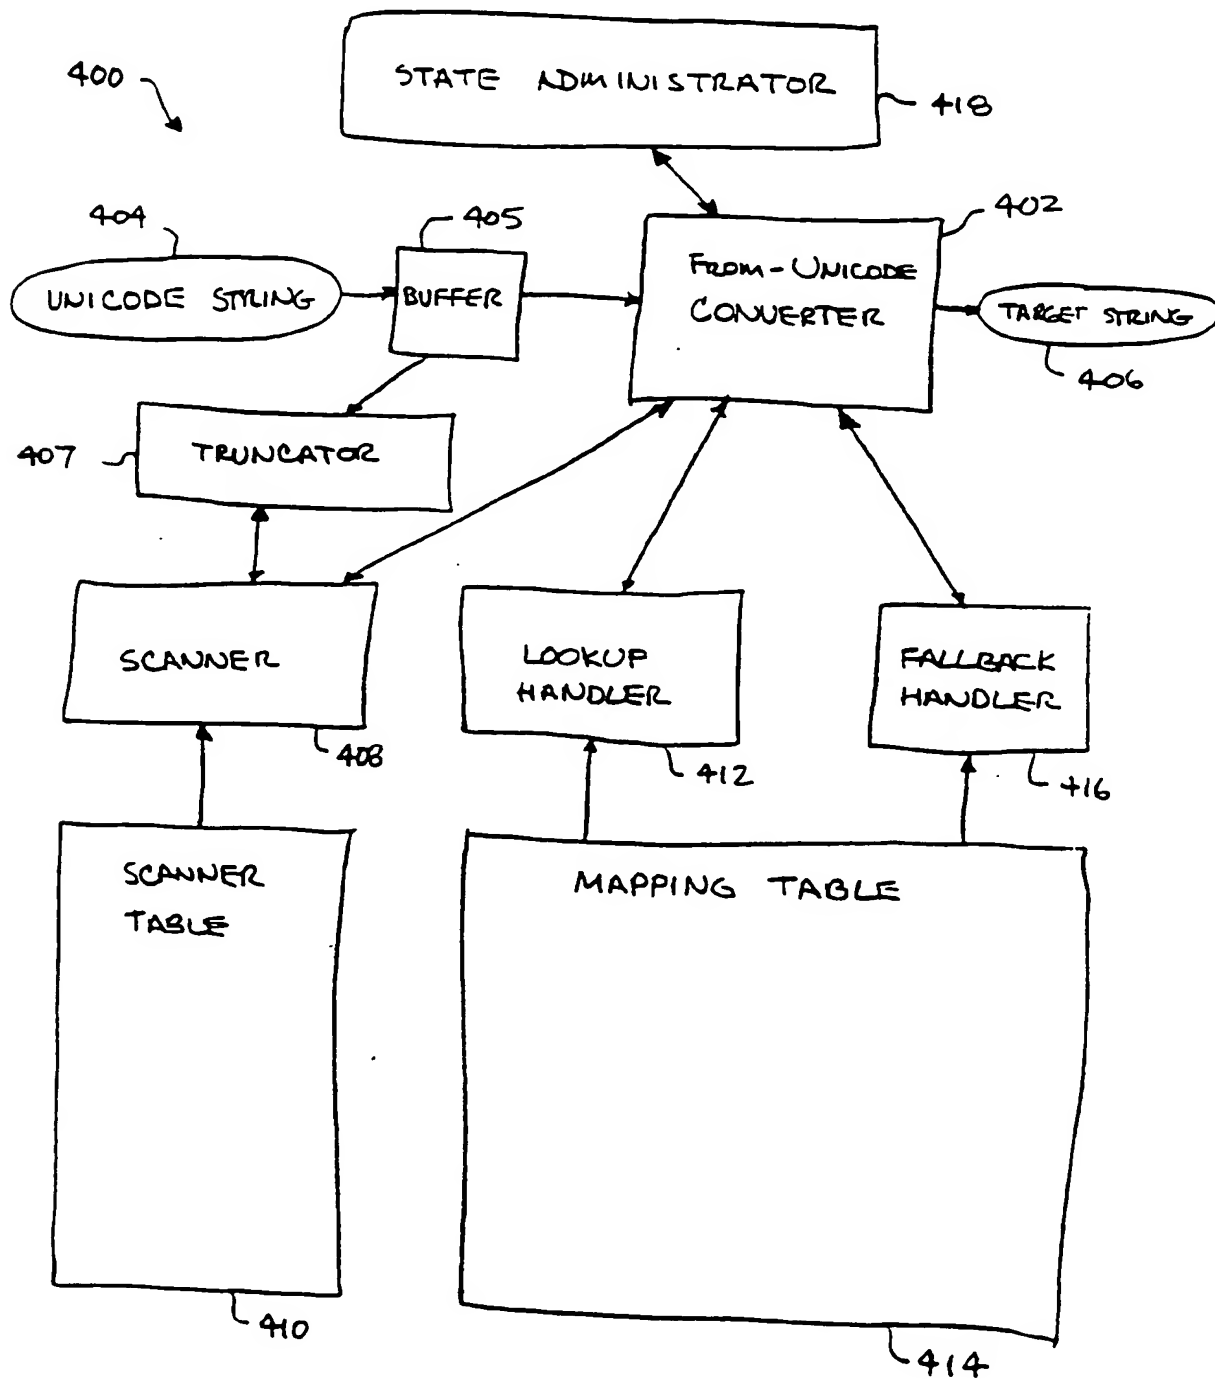 400
STATE ADMINISTRATOR
418
404
405
402
UNICODE STRING
BUFFER
FROM-UNICODE
CONVERTER
TARGET STRING
406
407
TRUNCATOR
SCANNER
408
LOOKUP
HANDLER
412
FALLBACK
HANDLER
416
SCANNER
TABLE
410
MAPPING TABLE
414